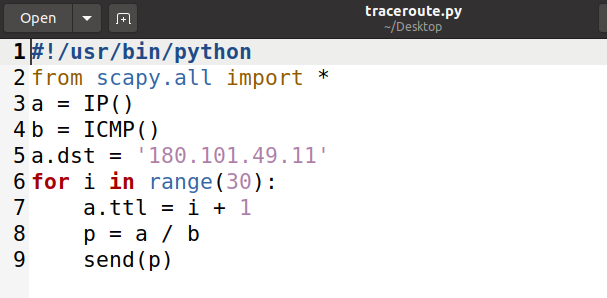 Open
traceroute.py
~/Desktop
1 #!/usr/bin/python
2 from scapy.all import *
3 a = IP()
4 b = ICMP()
5 a.dst = '180.101.49.11'
6 for i in range(30):
7     a.ttl = i + 1
8     p = a / b
9     send(p)